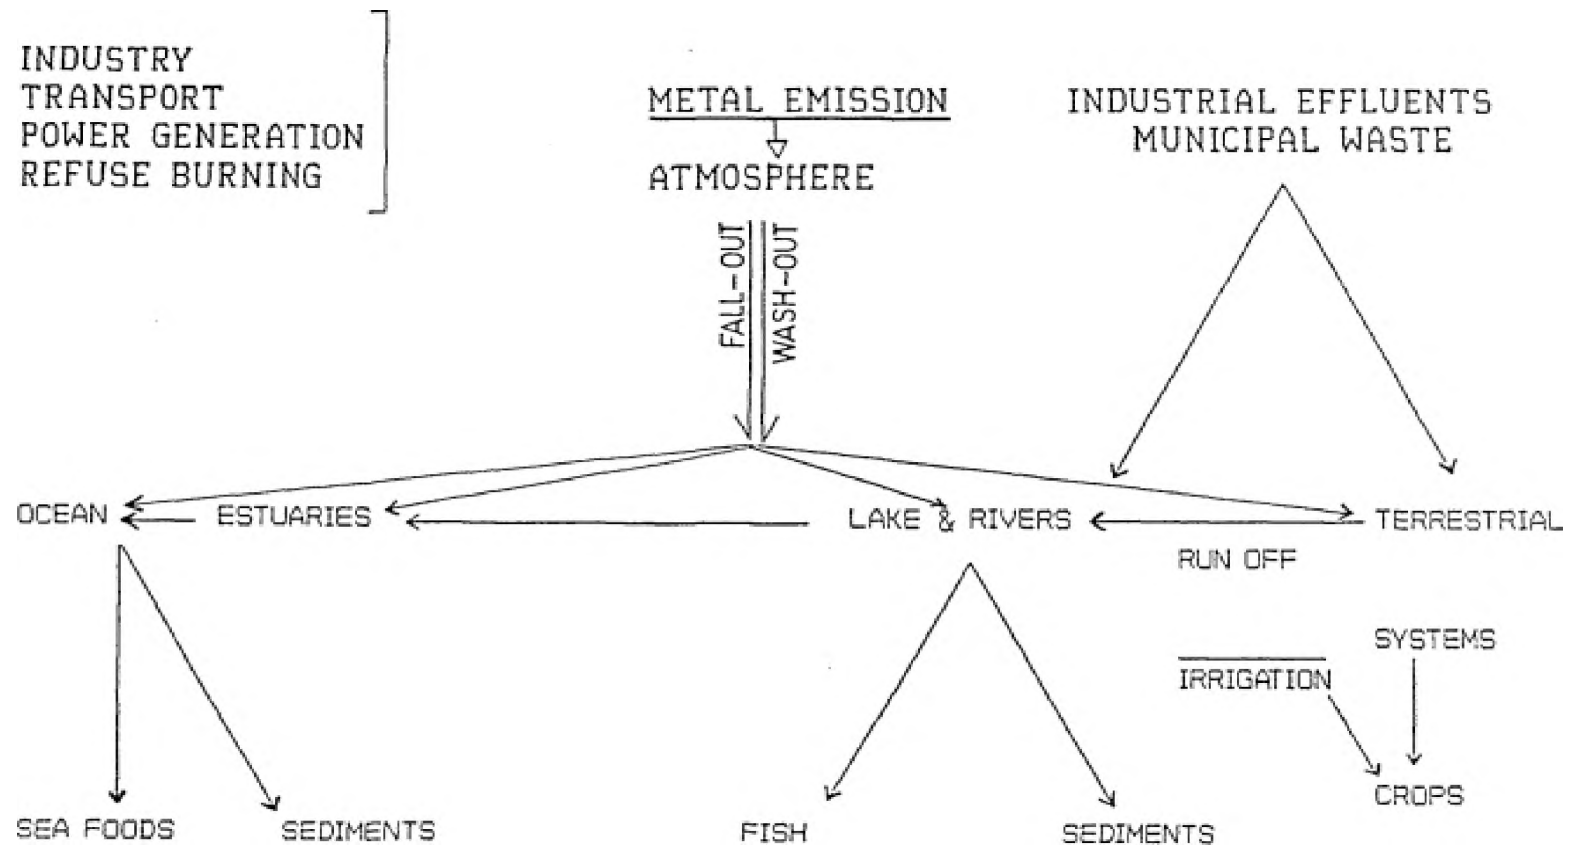 INDUSTRY
TRANSPORT
POWER GENERATION
REFUSE BURNING
METAL EMISSION
ATMOSPHERE
INDUSTRIAL EFFLUENTS
MUNICIPAL WASTE
FALL-OUT
WASH-OUT
OCEAN
ESTUARIES
LAKE & RIVERS
TERRESTRIAL
RUN OFF
SYSTEMS
IRRIGATION
CROPS
SEA FOODS
SEDIMENTS
FISH
SEDIMENTS